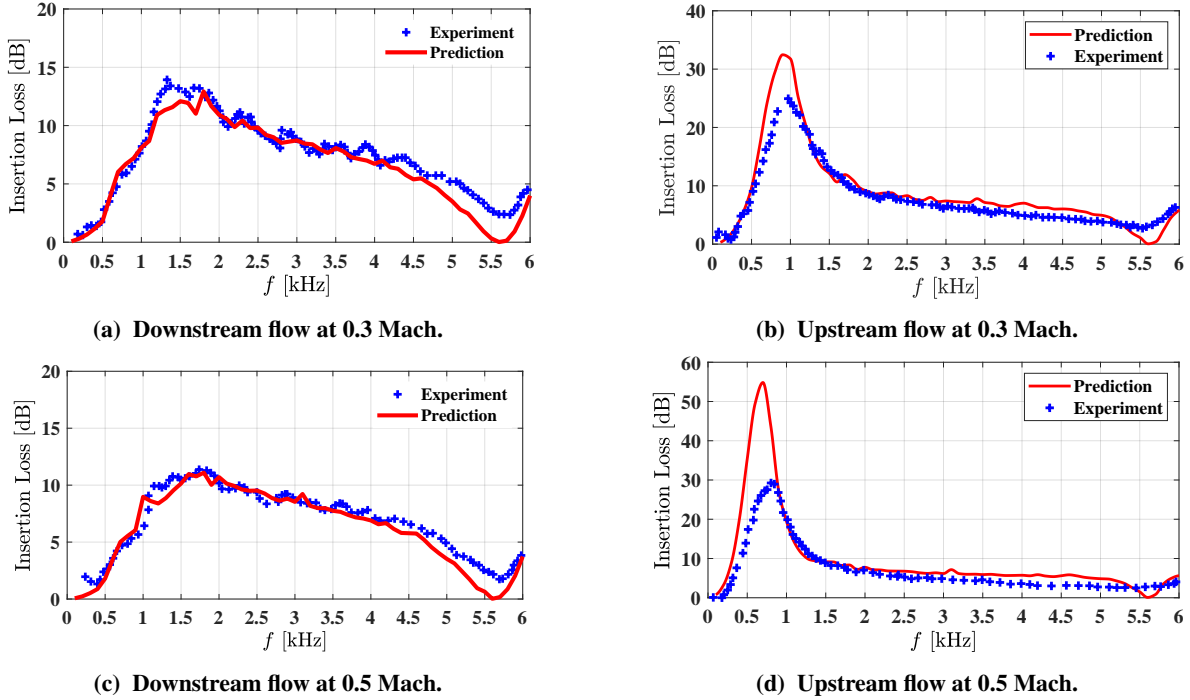 20
15
10
5
0
Insertion Loss [dB]
Experiment
Prediction
0 0.5 1 1.5 2 2.5 3 3.5 4 4.5 5 5.5 6
f [kHz]
(a) Downstream flow at 0.3 Mach.
40
30
20
10
0
Insertion Loss [dB]
Prediction
Experiment
0 0.5 1 1.5 2 2.5 3 3.5 4 4.5 5 5.5 6
f [kHz]
(b) Upstream flow at 0.3 Mach.
20
15
10
5
0
Insertion Loss [dB]
Experiment
Prediction
0 0.5 1 1.5 2 2.5 3 3.5 4 4.5 5 5.5 6
f [kHz]
(c) Downstream flow at 0.5 Mach.
60
50
40
30
20
10
0
Insertion Loss [dB]
Prediction
Experiment
0 0.5 1 1.5 2 2.5 3 3.5 4 4.5 5 5.5 6
f [kHz]
(d) Upstream flow at 0.5 Mach.